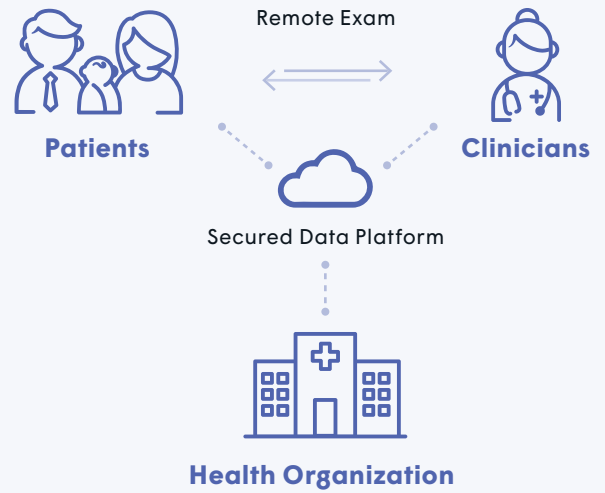 Remote Exam
Patients
Clinicians
Secured Data Platform
Health Organization